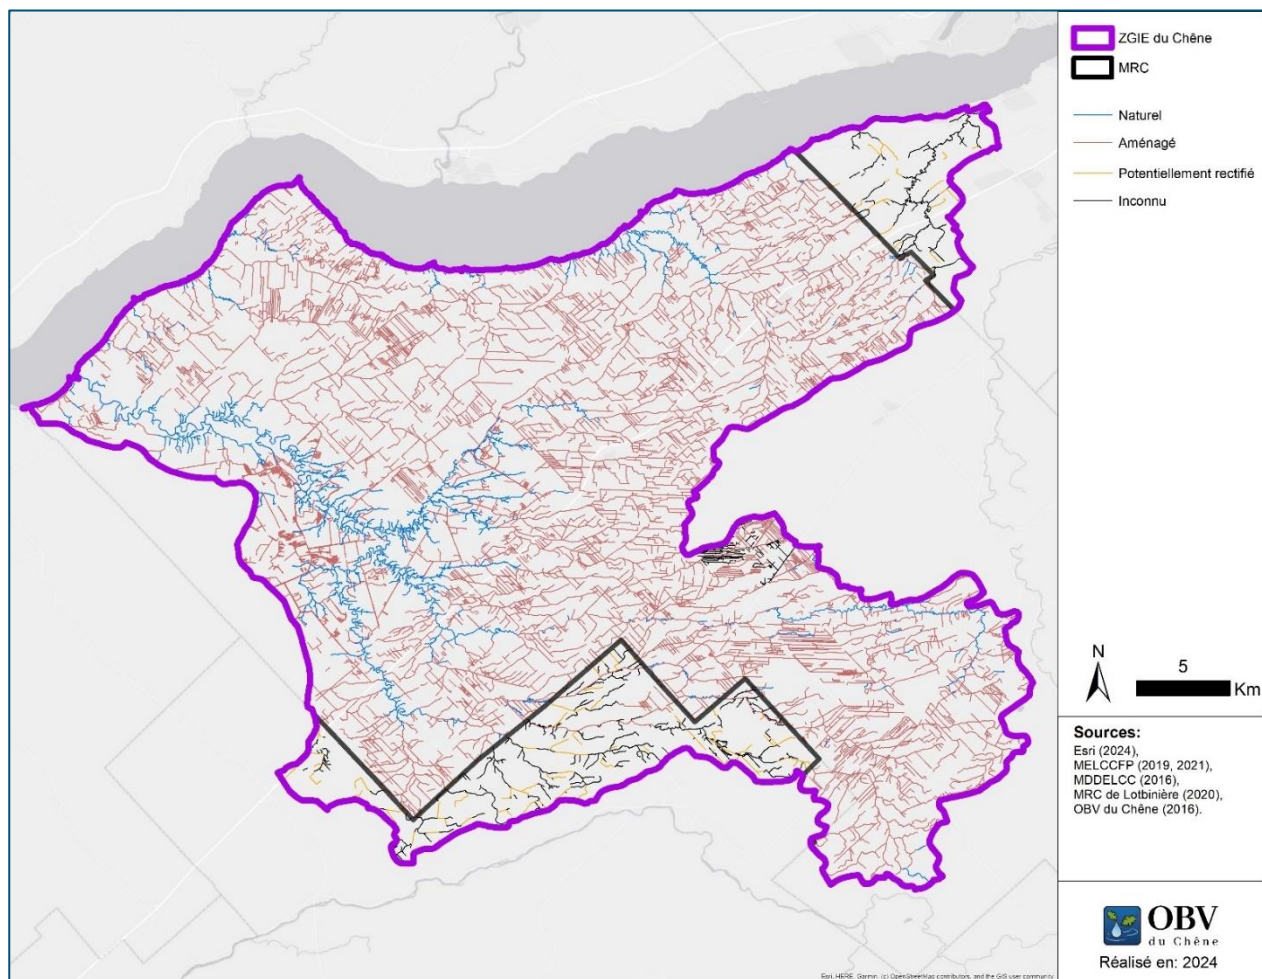 ZGIE du Chêne
MRC
Naturel
Aménagé
Potentiellement rectifié
Inconnu
N
5
Km
Sources:
Esri (2024),
MELCCFP (2019, 2021),
MDDELCC (2016),
MRC de Lotbinière (2020),
OBV du Chêne (2016).
OBV
du Chêne
Réalisé en: 2024
Esri, HERE, Garmin, (c) OpenStreetMap contributors, and the GIS user community